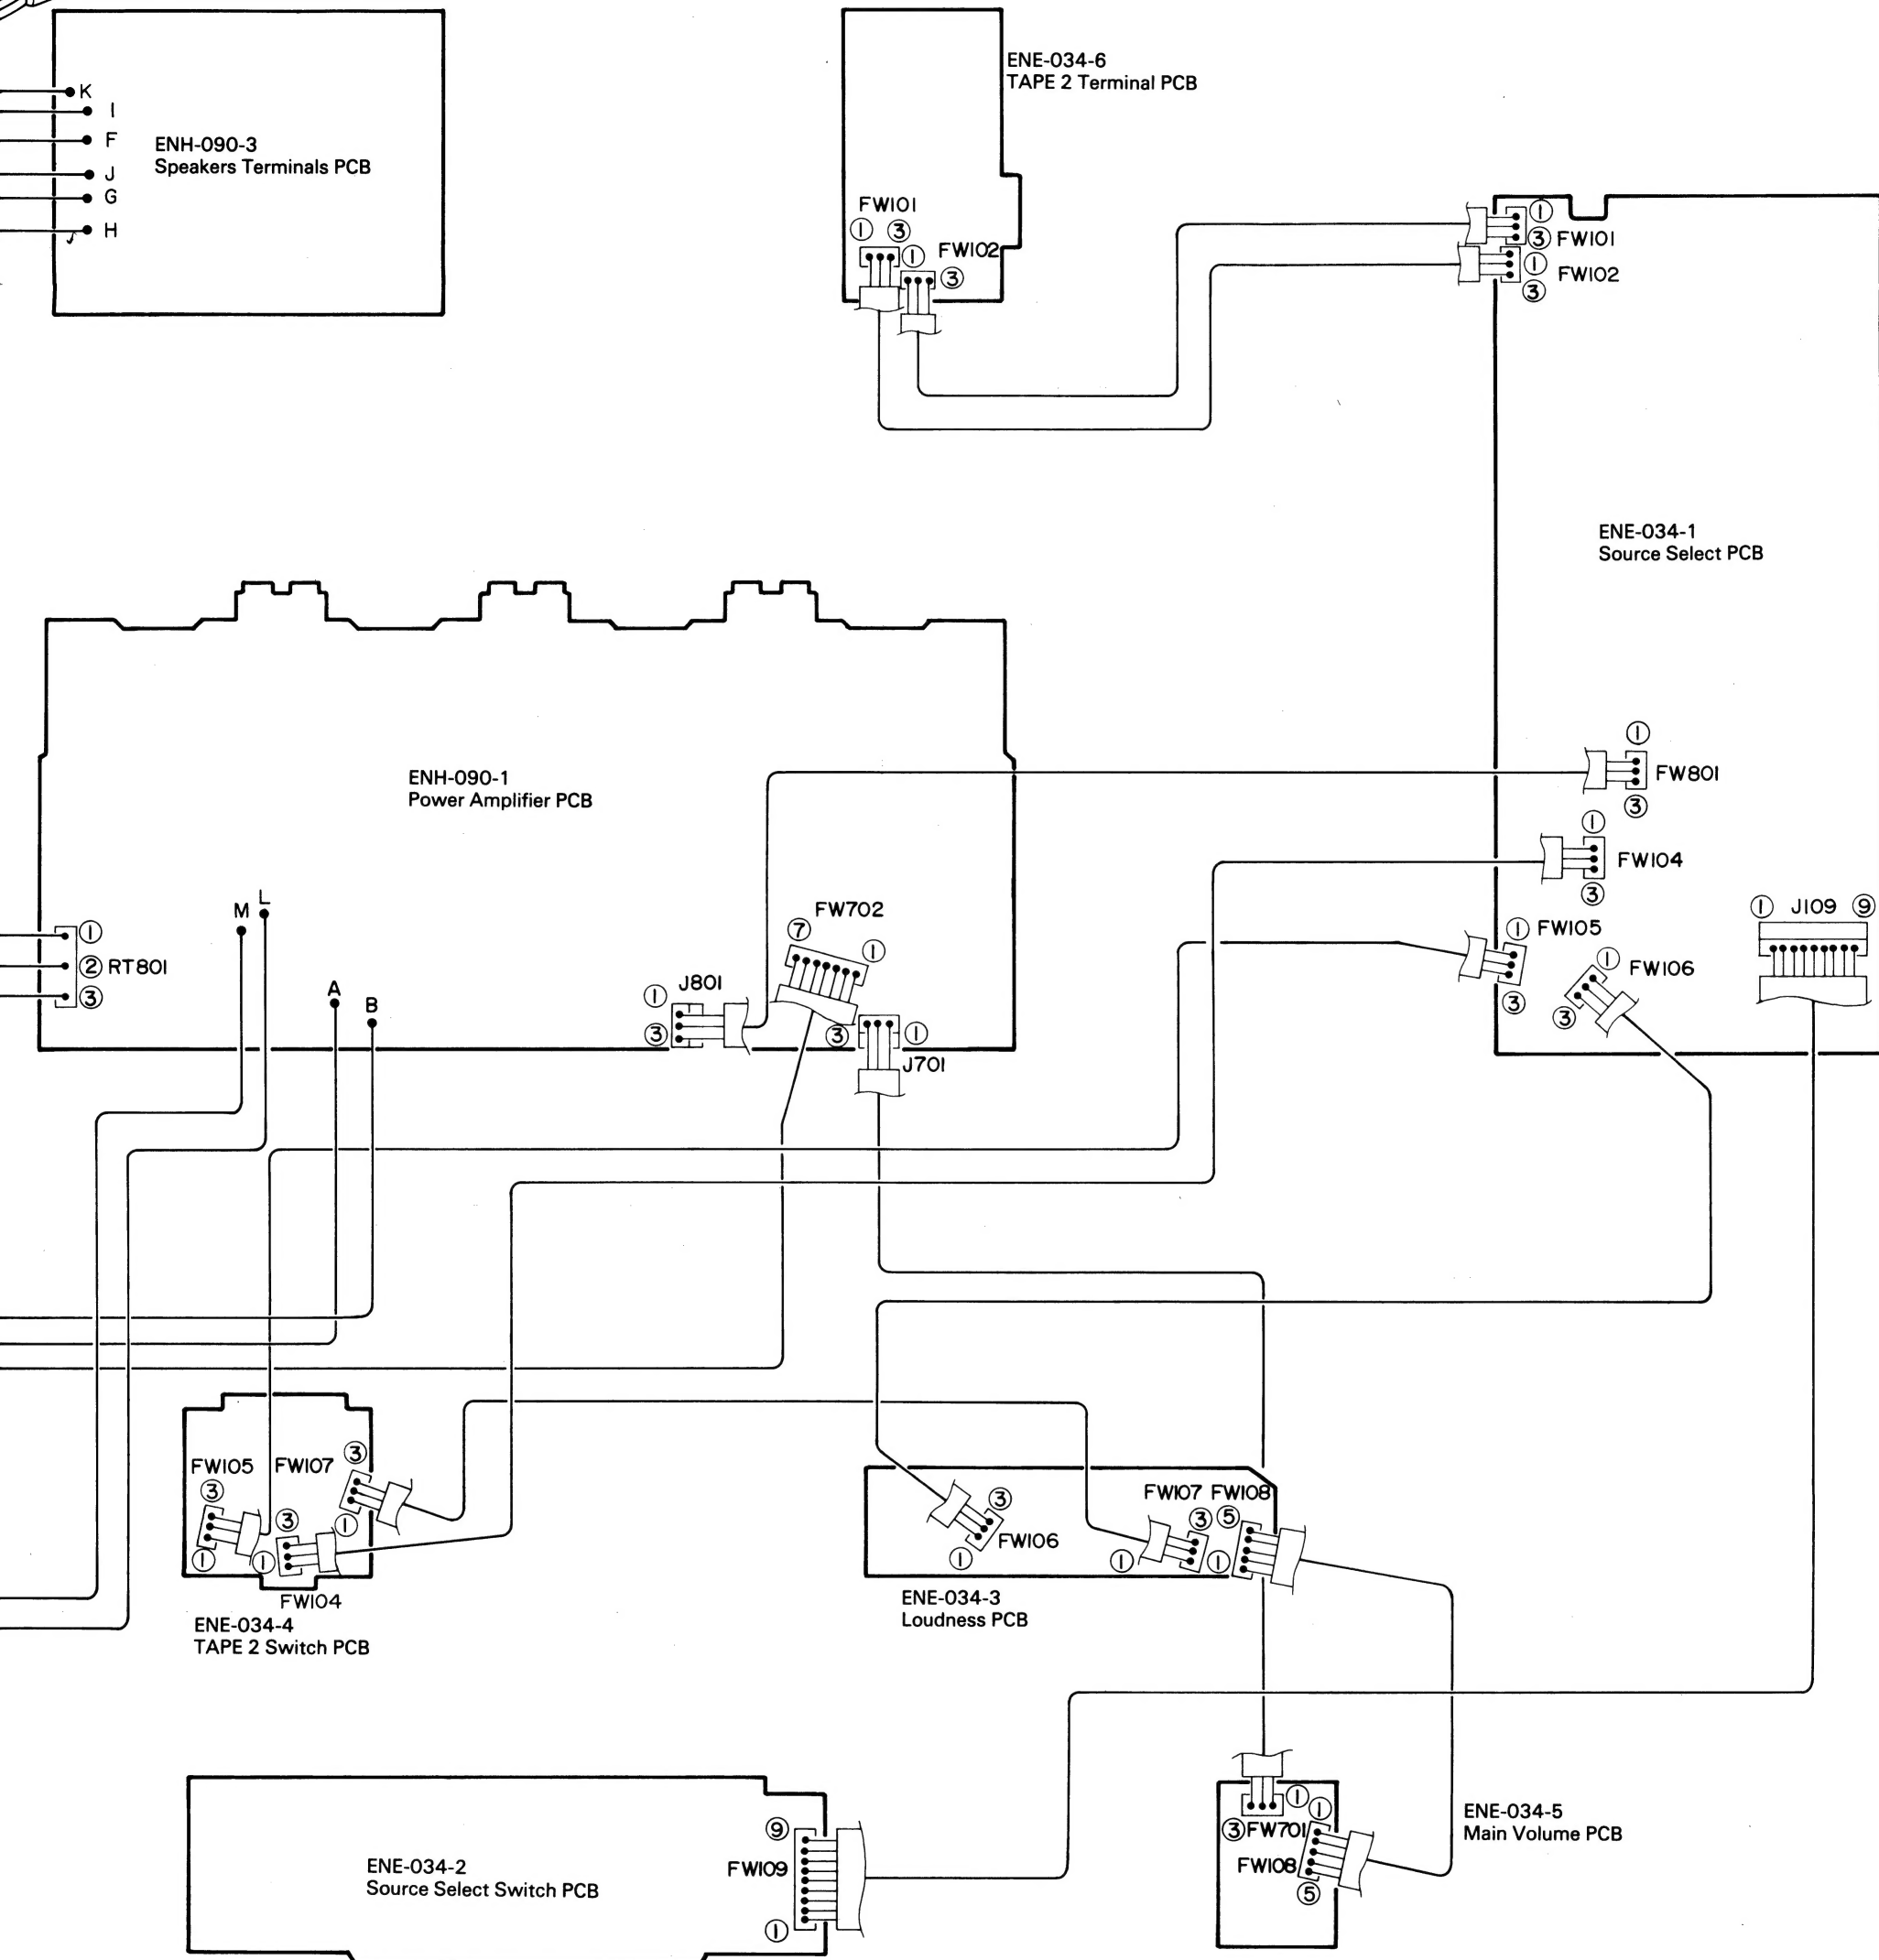 K
I
F
J
G
H
ENH-090-3
Speakers Terminals PCB
ENE-034-6
TAPE 2 Terminal PCB
FW101
① ③
FW102
① ③
①
③ FW101
① FW102
③
ENE-034-1
Source Select PCB
ENH-090-1
Power Amplifier PCB
①
FW801
③
①
FW104
③
① FW105
③
① FW106
③
① J109 ⑨
M L
①
② RT801
③
A
B
FW702
⑦ ①
J801
①
③
③ ①
J701
FW105 FW107
③
③
③
①
①
①
FW104
ENE-034-4
TAPE 2 Switch PCB
③
FW106
①
FW107 FW108
③ ⑤
① ①
ENE-034-3
Loudness PCB
ENE-034-2
Source Select Switch PCB
⑨
FW109
①
① ①
③ FW701
FW108
⑤
ENE-034-5
Main Volume PCB